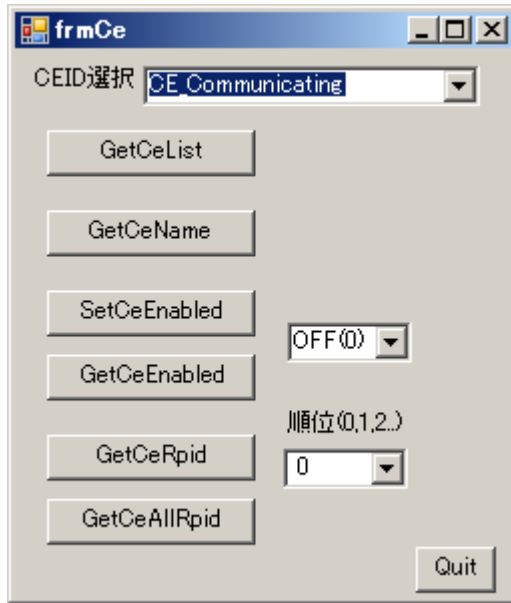 frmCe
CEID選択 CE_Communicating
GetCeList
GetCeName
SetCeEnabled
OFF(0)
GetCeEnabled
順位(0,1,2..)
GetCeRpid
0
GetCeAllRpid
Quit